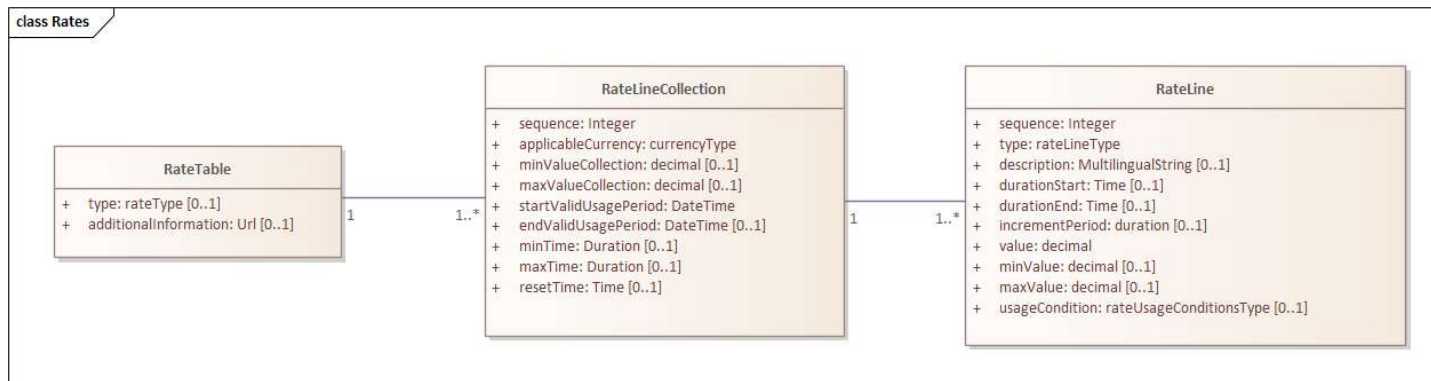 class Rates
RateTable
+ type: rateType [0..1]
+ additionalInformation: Url [0..1]
1
1..*
RateLineCollection
+ sequence: Integer
+ applicableCurrency: currencyType
+ minValueCollection: decimal [0..1]
+ maxValueCollection: decimal [0..1]
+ startValidUsagePeriod: DateTime
+ endValidUsagePeriod: DateTime [0..1]
+ minTime: Duration [0..1]
+ maxTime: Duration [0..1]
+ resetTime: Time [0..1]
1
1..*
RateLine
+ sequence: Integer
+ type: rateLineType
+ description: MultilingualString [0..1]
+ durationStart: Time [0..1]
+ durationEnd: Time [0..1]
+ incrementPeriod: duration [0..1]
+ value: decimal
+ minValue: decimal [0..1]
+ maxValue: decimal [0..1]
+ usageCondition: rateUsageConditionsType [0..1]